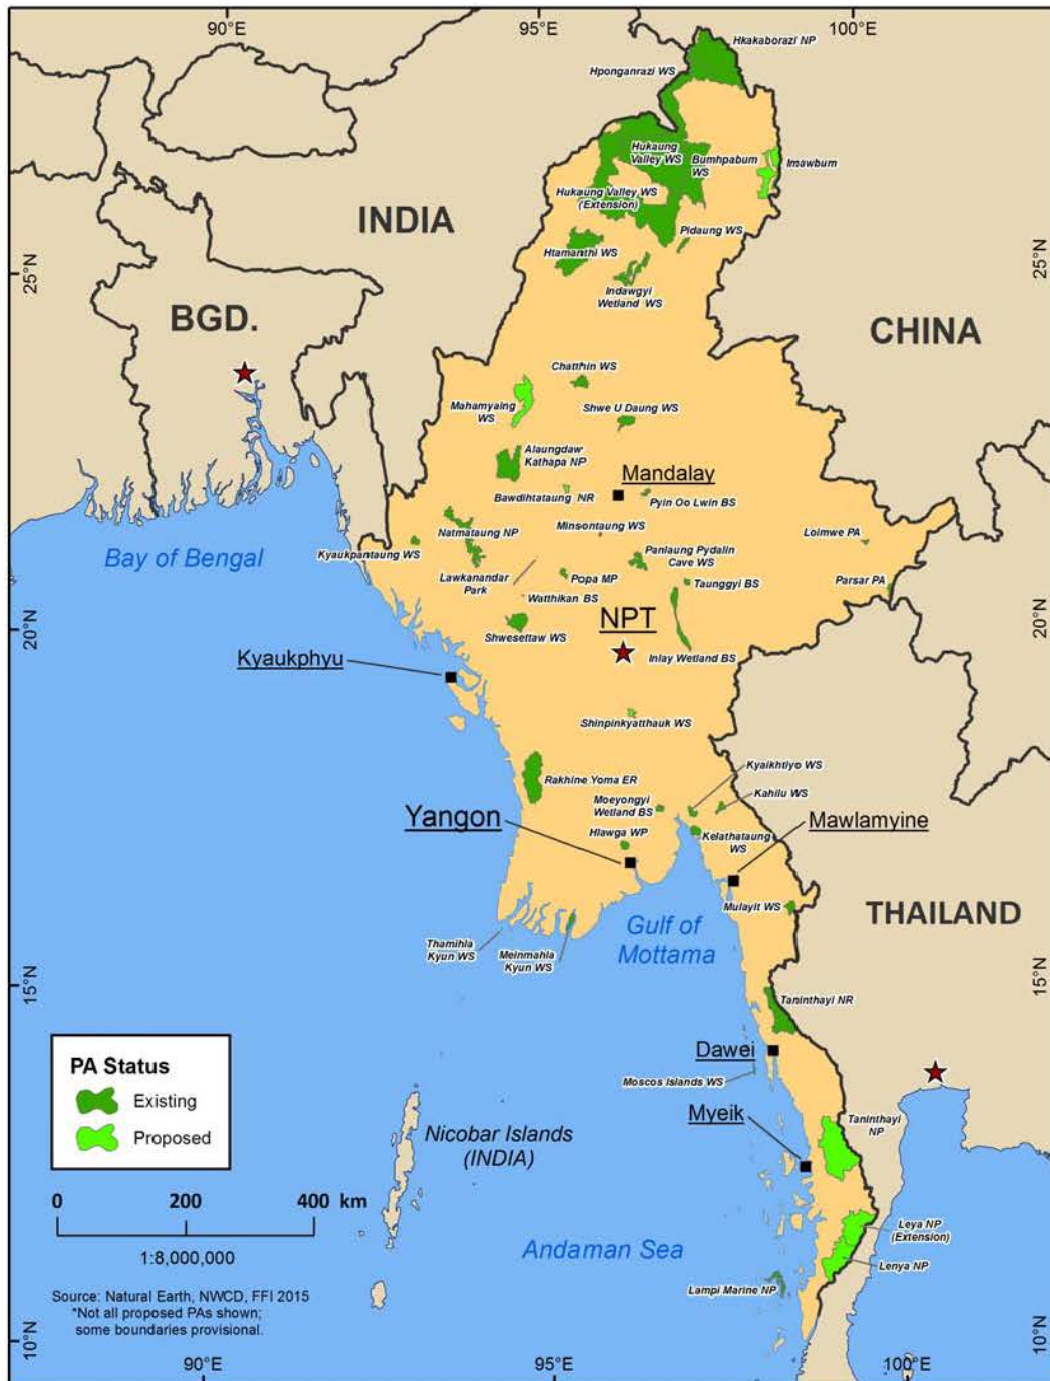 90°E
95°E
100°E
Hkakaborazi NP
Hponganrazi WS
Hukaung
Valley WS
Bumhpabum
WS
Imawbum
Hukaung Valley WS
(Extension)
INDIA
Pidaung WS
Htamanthi WS
25°N
25°N
Indawgyi
Wetland WS
BGD.
CHINA
Chatthin WS
Mahamyaing
WS
Shwe U Daung WS
Alaungdaw
Kathapa NP
Mandalay
Bawdihtataung NR
Pyin Oo Lwin BS
Natmataung NP
Minsontaung WS
Loimwe PA
Bay of Bengal
Kyaukpantaung WS
Panlaung Pydalin
Cave WS
Lawkanandar
Park
Popa MP
Taunggyi BS
Parsar PA
Watthikan BS
20°N
20°N
NPT
Shwesettaw WS
Inlay Wetland BS
Kyaukphyu
Shinpinkyatthauk WS
Kyaikhtiyo WS
Rakhine Yoma ER
Kahilu WS
Moeyongyi
Wetland BS
Yangon
Mawlamyine
Hlawga WP
Kelathataung
WS
Mulayit WS
THAILAND
Gulf of
Mottama
Thamihla
Kyun WS
Meinmahla
Kyun WS
15°N
15°N
Taninthayi NR
PA Status
Existing
Proposed
Dawei
Moscos Islands WS
Myeik
Taninthayi
NP
Nicobar Islands
(INDIA)
0 200 400 km
1:8,000,000
Leya NP
(Extension)
Andaman Sea
Lenya NP
Lampi Marine NP
Source: Natural Earth, NWCD, FFI 2015
*Not all proposed PAs shown;
some boundaries provisional.
10°N
10°N
90°E
95°E
100°E